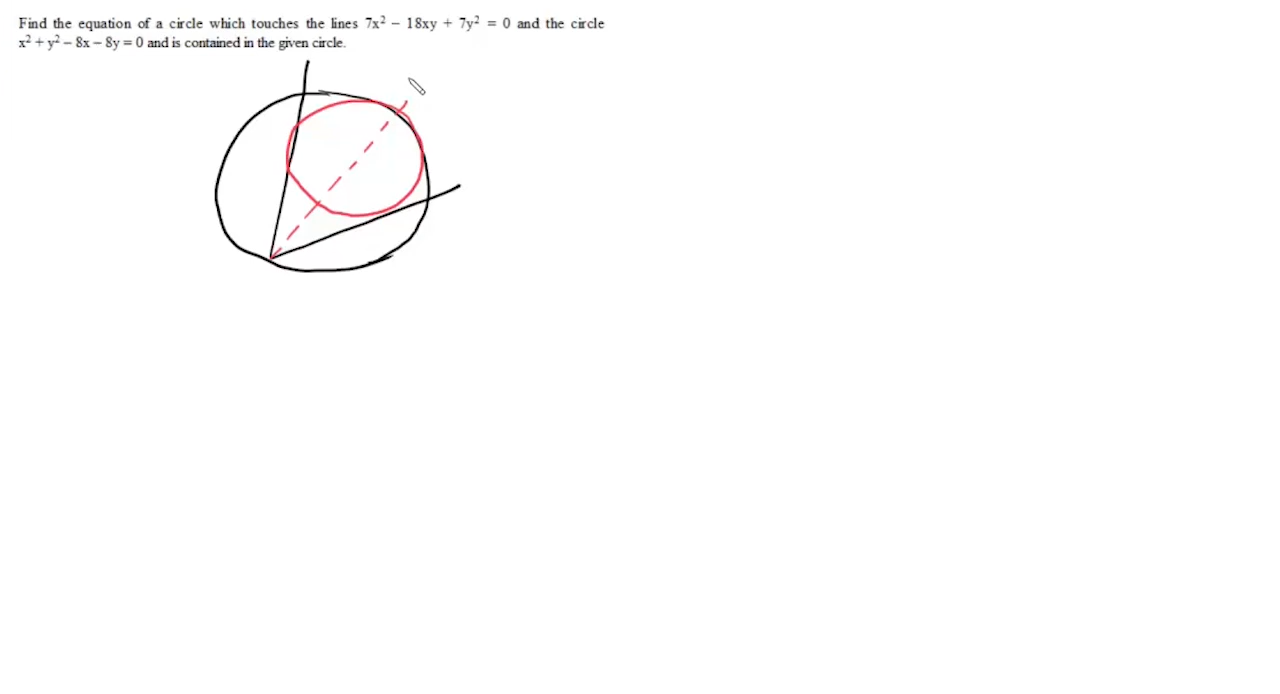 Find the equation of a circle which touches the lines 7x² – 18xy + 7y² = 0 and the circle
x² + y² – 8x – 8y = 0 and is contained in the given circle.